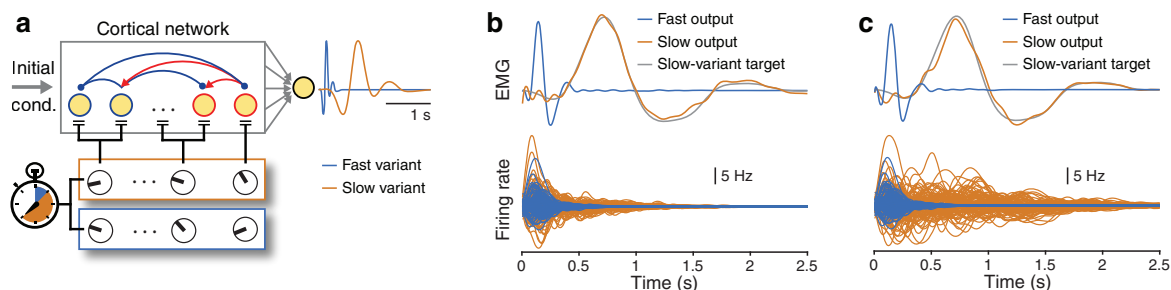 a
Cortical network
Initial
cond.
...
1 s
Fast variant
Slow variant
...
...
b
Fast output
Slow output
Slow-variant target
EMG
Firing rate
5 Hz
0
0.5
1
1.5
2
2.5
Time (s)
c
Fast output
Slow output
Slow-variant target
5 Hz
0
0.5
1
1.5
2
2.5
Time (s)